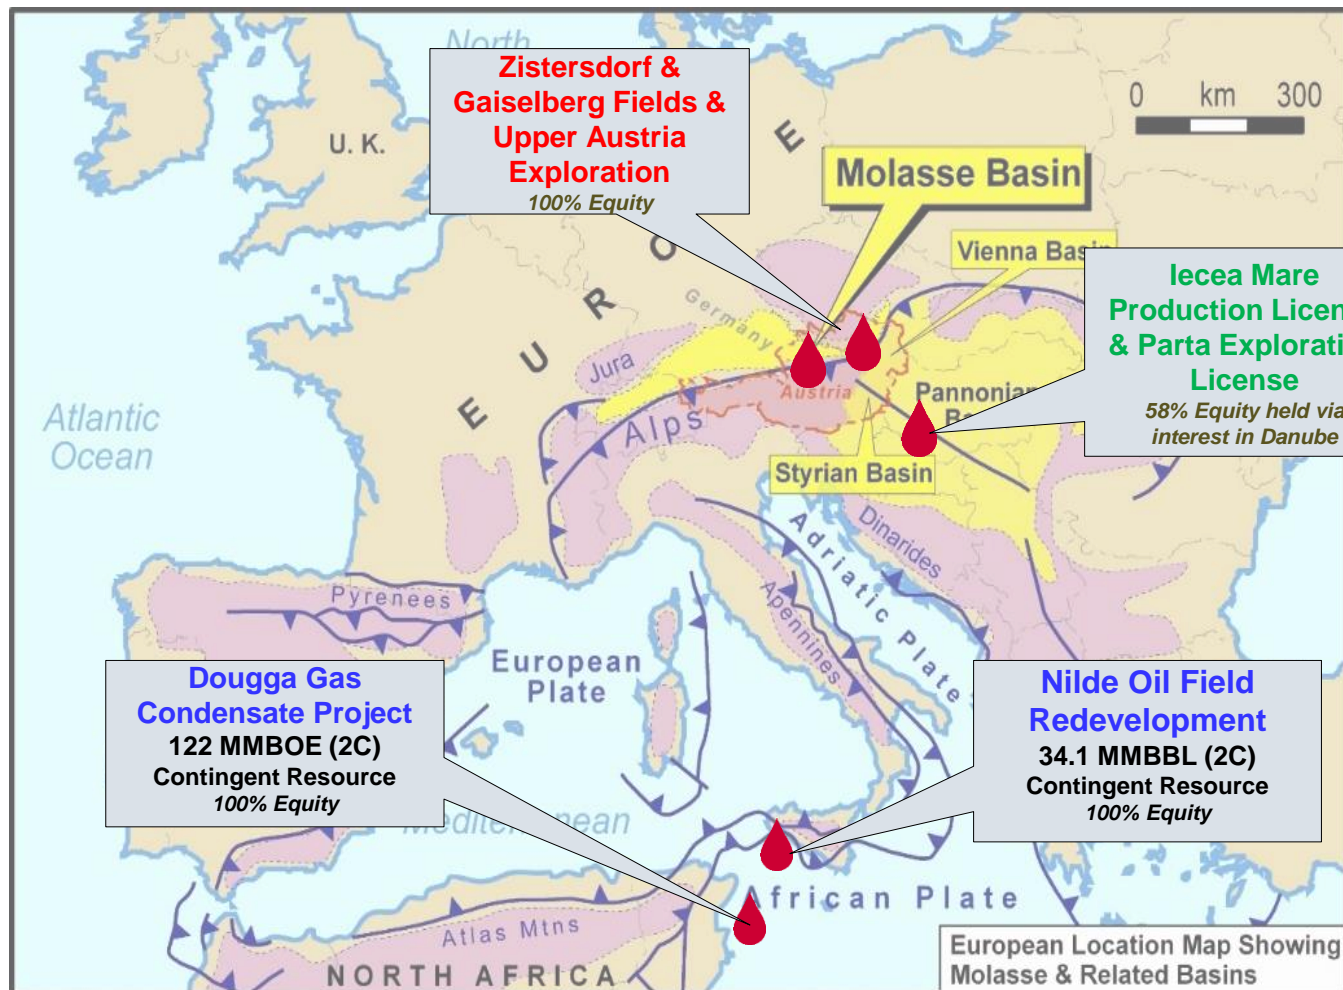 North
Zistersdorf &
Gaiselberg Fields &
Upper Austria
Exploration
100% Equity
0 km 300
U. K.
EUROPE
Molasse Basin
Vienna Basin
Iecea Mare
Production Licen
& Parta Explorati
License
58% Equity held via
interest in Danube
Germany
Jura
Austria
Pannonian
Atlantic
Ocean
Alps
Styrian Basin
Dinarides
Adriatic Plate
Apennines
Pyrenees
European
Plate
Dougga Gas
Condensate Project
122 MMBOE (2C)
Contingent Resource
100% Equity
Nilde Oil Field
Redevelopment
34.1 MMBBL (2C)
Contingent Resource
100% Equity
Mediterranean
African Plate
Atlas Mtns
NORTH AFRICA
European Location Map Showing
Molasse & Related Basins